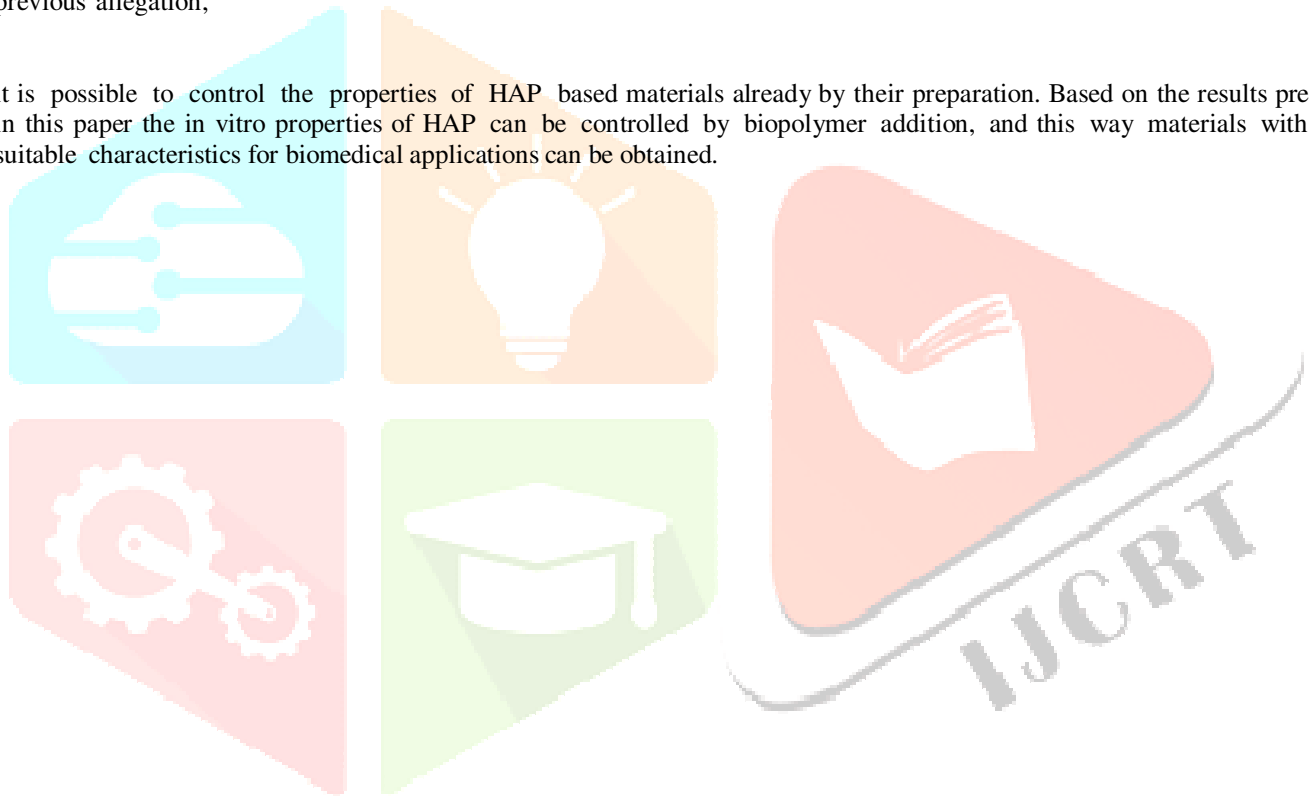 previous allegation,
it is possible to control the properties of HAP based materials already by their preparation. Based on the results pre
in this paper the in vitro properties of HAP can be controlled by biopolymer addition, and this way materials with
suitable characteristics for biomedical applications can be obtained.
IJCRT